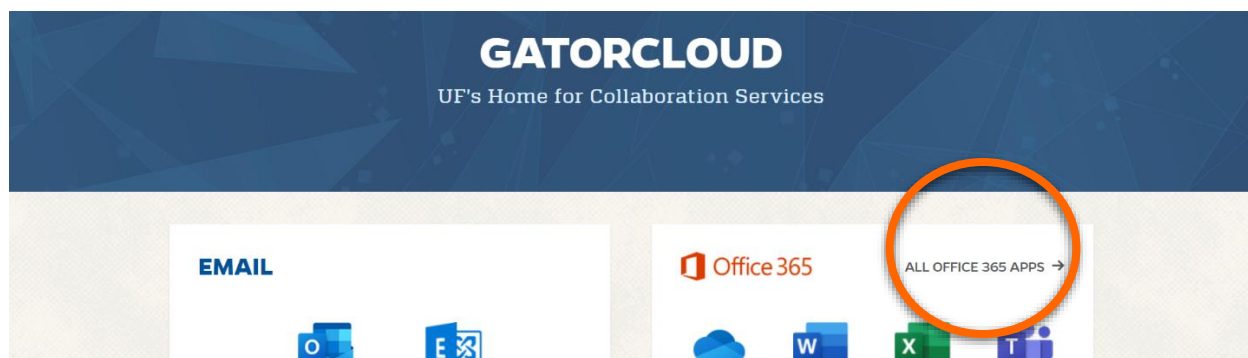 GATORCLOUD
UF's Home for Collaboration Services
EMAIL
Office 365
ALL OFFICE 365 APPS →
O
E
W
X
T